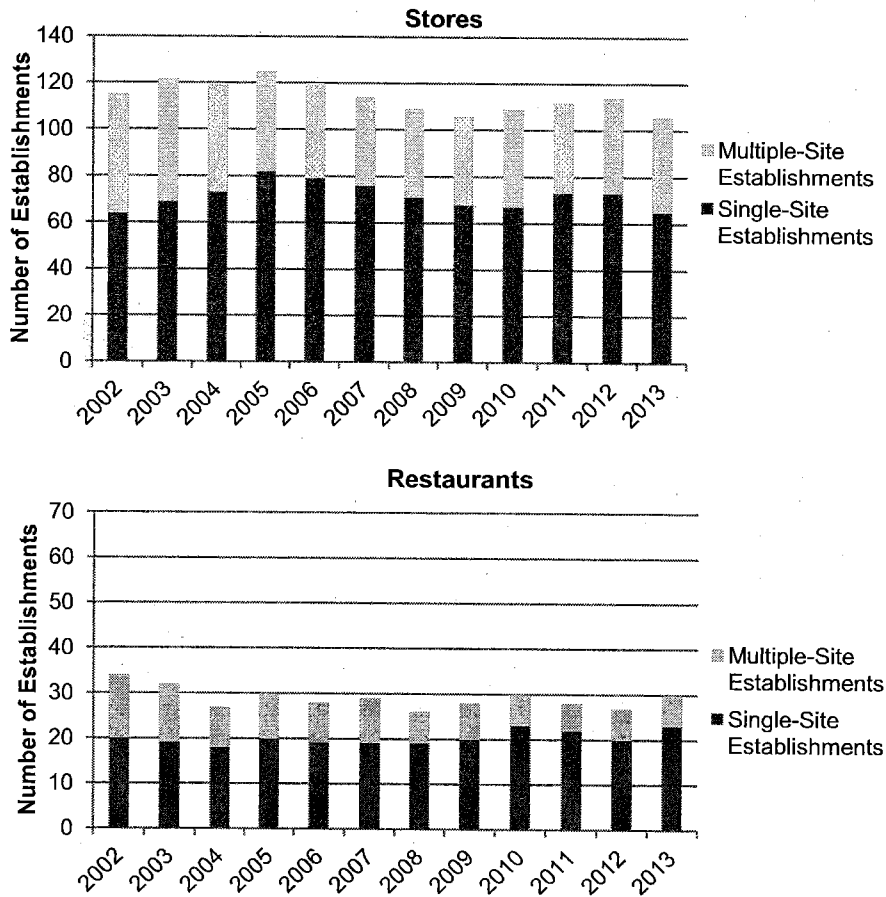 Stores
Number of Establishments
140
120
100
80
60
40
20
0
2002 2003 2004 2005 2006 2007 2008 2009 2010 2011 2012 2013
Multiple-Site
Establishments
Single-Site
Establishments
Restaurants
Number of Establishments
70
60
50
40
30
20
10
0
2002 2003 2004 2005 2006 2007 2008 2009 2010 2011 2012 2013
Multiple-Site
Establishments
Single-Site
Establishments